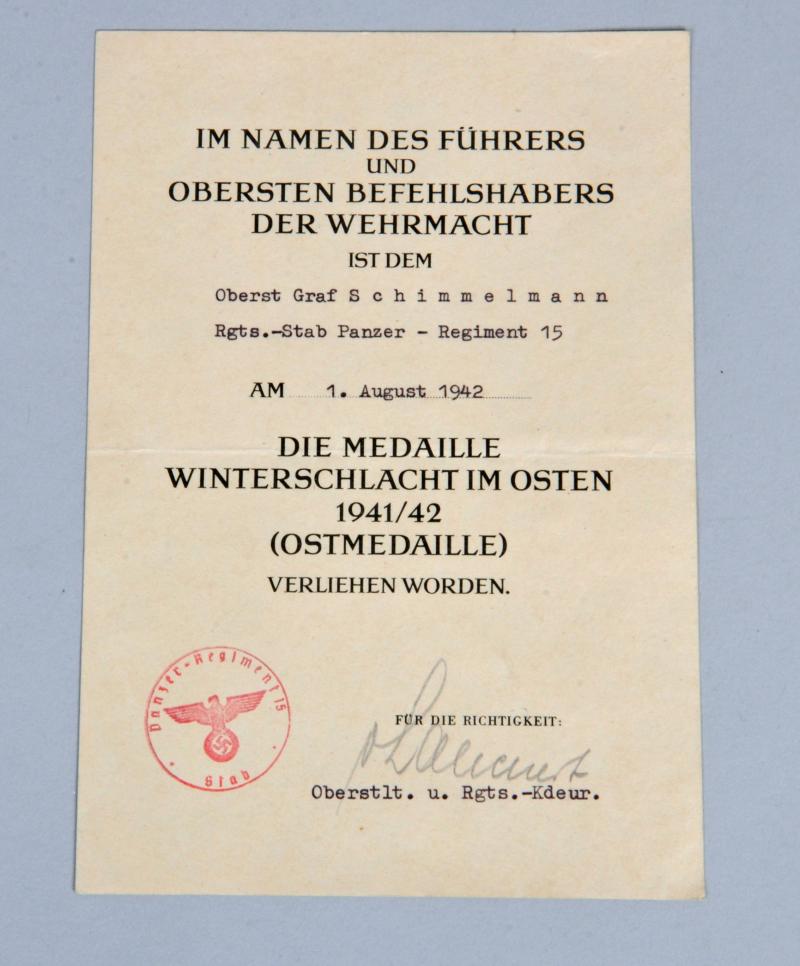 IM NAMEN DES FÜHRERS
UND
OBERSTEN BEFEHLSHABERS
DER WEHRMACHT
IST DEM
Oberst Graf S c h i m m e l m a n n
Rgts.-Stab Panzer - Regiment 15
AM 1. August 1942
DIE MEDAILLE
WINTERSCHLACHT IM OSTEN
1941/42
(OSTMEDAILLE)
VERLIEHEN WORDEN.
Panzer-Regiment 15
Stab
FÜR DIE RICHTIGKEIT:
Oberstlt. u. Rgts.-Kdeur.